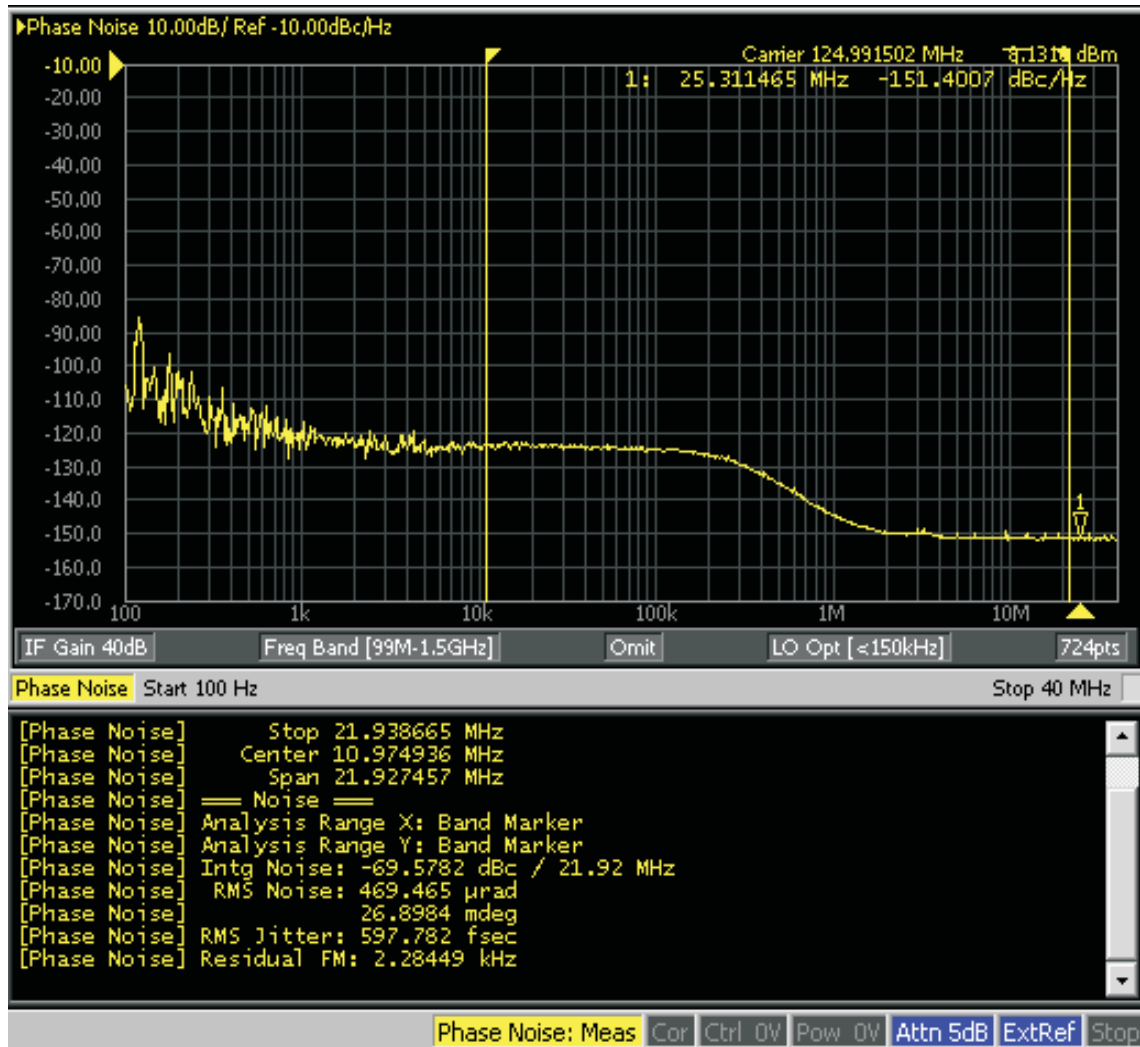 Phase Noise 10.00dB/ Ref -10.00dBc/Hz
Carrier 124.991502 MHz dBm
1: 25.311465 MHz -151.4007 dBc/Hz
-10.00
-20.00
-30.00
-40.00
-50.00
-60.00
-70.00
-80.00
-90.00
-100.0
-110.0
-120.0
-130.0
-140.0
1
-150.0
-160.0
-170.0
100 1k 10k 100k 1M 10M
IF Gain 40dB Freq Band [99M-1.5GHz] Omit LO Opt [<150kHz] 724pts
Phase Noise Start 100 Hz Stop 40 MHz
[Phase Noise] Stop 21.938665 MHz
[Phase Noise] Center 10.974936 MHz
[Phase Noise] Span 21.927457 MHz
[Phase Noise] === Noise ===
[Phase Noise] Analysis Range X: Band Marker
[Phase Noise] Analysis Range Y: Band Marker
[Phase Noise] Intg Noise: -69.5782 dBc / 21.92 MHz
[Phase Noise] RMS Noise: 469.465 µrad
[Phase Noise] 26.8984 mdeg
[Phase Noise] RMS Jitter: 597.782 fsec
[Phase Noise] Residual FM: 2.28449 kHz
Phase Noise: Meas Cor Ctrl 0V Pow 0V Attn 5dB ExtRef Stop